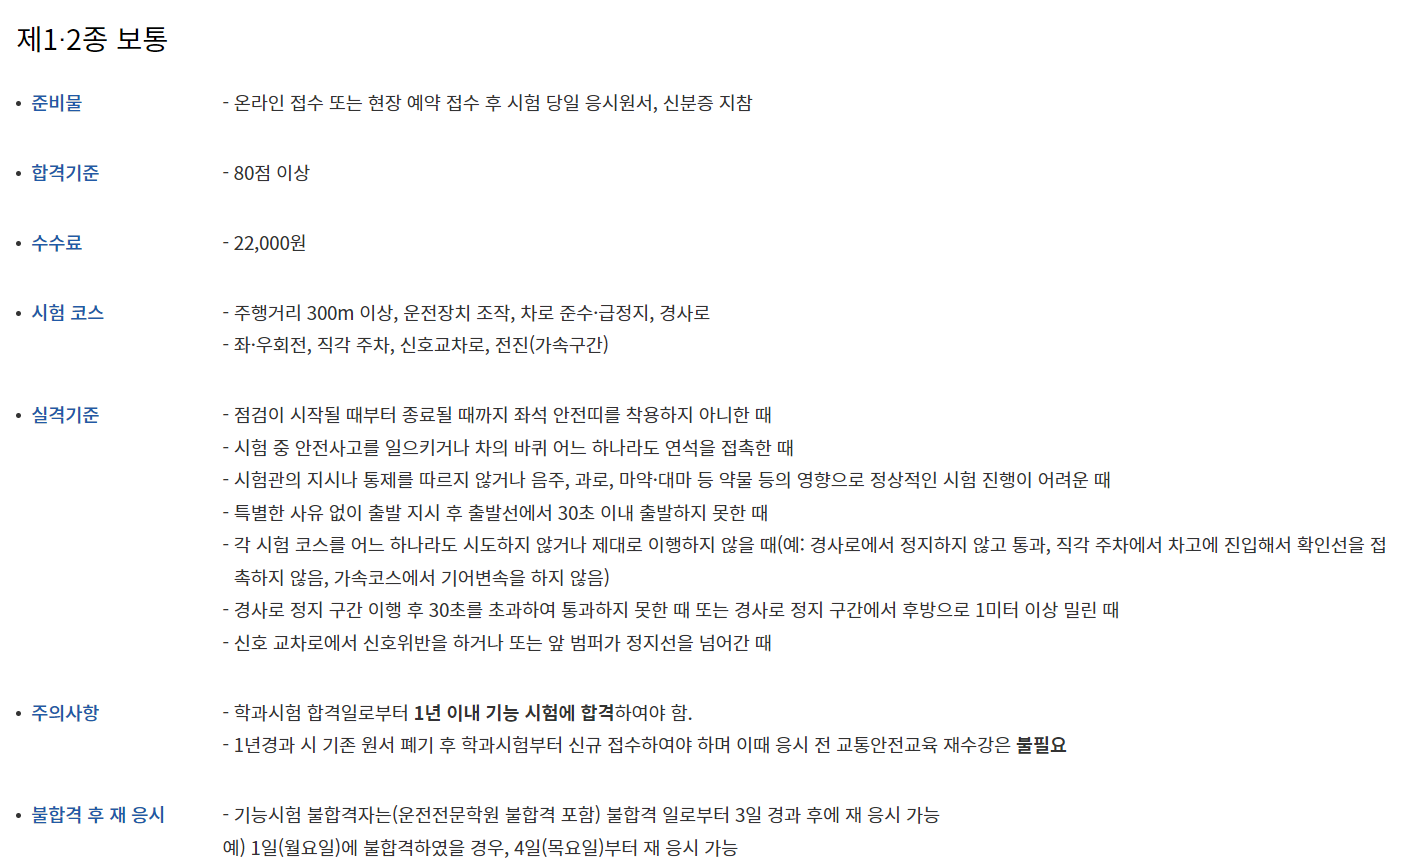 제1·2종 보통
• 준비물 - 온라인 접수 또는 현장 예약 접수 후 시험 당일 응시원서, 신분증 지참
• 합격기준 - 80점 이상
• 수수료 - 22,000원
• 시험 코스 - 주행거리 300m 이상, 운전장치 조작, 차로 준수·급정지, 경사로
- 좌·우회전, 직각 주차, 신호교차로, 전진(가속구간)
• 실격기준 - 점검이 시작될 때부터 종료될 때까지 좌석 안전띠를 착용하지 아니한 때
- 시험 중 안전사고를 일으키거나 차의 바퀴 어느 하나라도 연석을 접촉한 때
- 시험관의 지시나 통제를 따르지 않거나 음주, 과로, 마약·대마 등 약물 등의 영향으로 정상적인 시험 진행이 어려운 때
- 특별한 사유 없이 출발 지시 후 출발선에서 30초 이내 출발하지 못한 때
- 각 시험 코스를 어느 하나라도 시도하지 않거나 제대로 이행하지 않을 때(예: 경사로에서 정지하지 않고 통과, 직각 주차에서 차고에 진입해서 확인선을 접
촉하지 않음, 가속코스에서 기어변속을 하지 않음)
- 경사로 정지 구간 이행 후 30초를 초과하여 통과하지 못한 때 또는 경사로 정지 구간에서 후방으로 1미터 이상 밀린 때
- 신호 교차로에서 신호위반을 하거나 또는 앞 범퍼가 정지선을 넘어간 때
• 주의사항 - 학과시험 합격일로부터 1년 이내 기능 시험에 합격하여야 함.
- 1년경과 시 기존 원서 폐기 후 학과시험부터 신규 접수하여야 하며 이때 응시 전 교통안전교육 재수강은 불필요
• 불합격 후 재 응시 - 기능시험 불합격자는(운전전문학원 불합격 포함) 불합격 일로부터 3일 경과 후에 재 응시 가능
예) 1일(월요일)에 불합격하였을 경우, 4일(목요일)부터 재 응시 가능